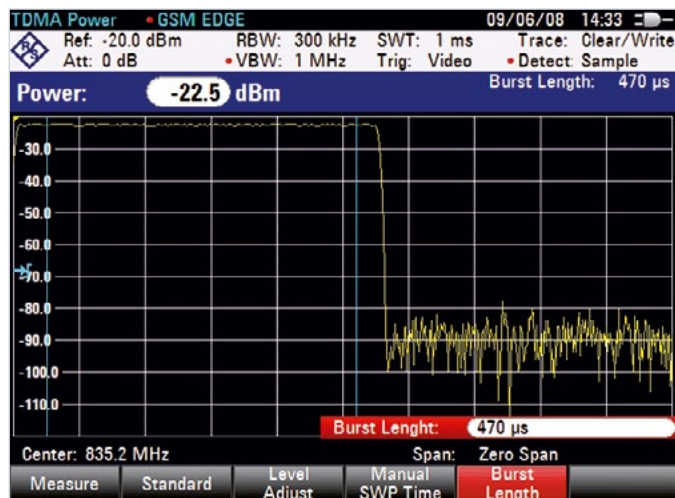 TDMA Power • GSM EDGE 09/06/08 14:33
Ref: -20.0 dBm RBW: 300 kHz SWT: 1 ms Trace: Clear/Write
Att: 0 dB • VBW: 1 MHz Trig: Video • Detect: Sample
Power: -22.5 dBm Burst Length: 470 µs
-30.0
-40.0
-50.0
-60.0
-70.0
-80.0
-90.0
-100.0
-110.0
Burst Lenght: 470 µs
Center: 835.2 MHz Span: Zero Span
Measure Standard Level Adjust Manual SWP Time Burst Length